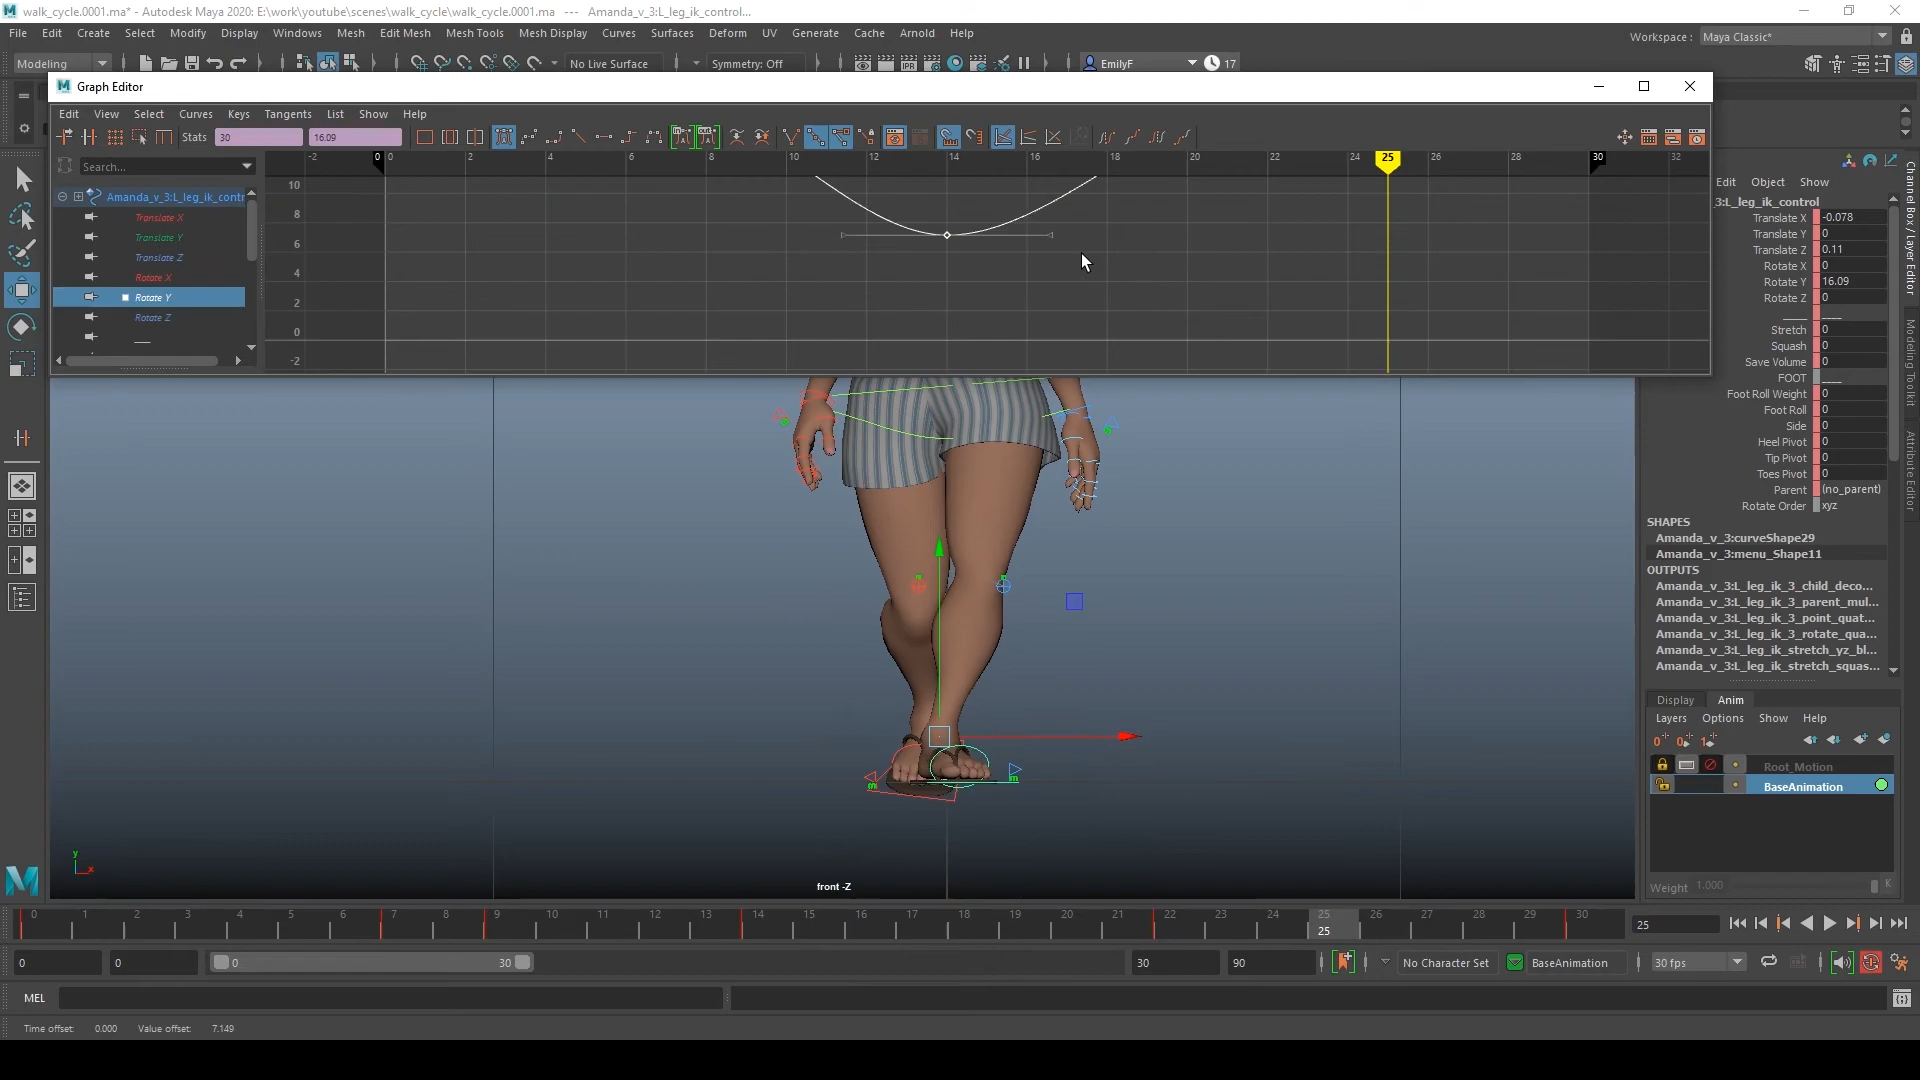 walk_cycle.0001.ma* - Autodesk Maya 2020: E:\work\youtube\scenes\walk_cycle\walk_cycle.0001.ma --- Amanda_v_3:L_leg_ik_control...
File Edit Create Select Modify Display Windows Mesh Edit Mesh Mesh Tools Mesh Display Curves Surfaces Deform UV Generate Cache Arnold Help
Workspace : Maya Classic*
Modeling No Live Surface Symmetry: Off IPR EmilyF 17
Graph Editor
Edit View Select Curves Keys Tangents List Show Help
Stats 30 16.09
Search...
-2 0 0 2 4 6 8 10 12 14 16 18 20 22 24 25 26 28 30 32
Amanda_v_3:L_leg_ik_contr
Translate X
Translate Y
Translate Z
Rotate X
Rotate Y
Rotate Z
10
8
6
4
2
0
-2
Edit Object Show
3:L_leg_ik_control
Translate X -0.078
Translate Y 0
Translate Z 0.11
Rotate X 0
Rotate Y 16.09
Rotate Z 0
Stretch 0
Squash 0
Save Volume 0
FOOT
Foot Roll Weight 0
Foot Roll 0
Side 0
Heel Pivot 0
Tip Pivot 0
Toes Pivot 0
Parent (no_parent)
Rotate Order xyz
SHAPES
Amanda_v_3:curveShape29
Amanda_v_3:menu_Shape11
OUTPUTS
Amanda_v_3:L_leg_ik_3_child_deco...
Amanda_v_3:L_leg_ik_3_parent_mul...
Amanda_v_3:L_leg_ik_3_point_quat...
Amanda_v_3:L_leg_ik_3_rotate_qua...
Amanda_v_3:L_leg_ik_stretch_yz_bl...
Amanda_v_3:L_leg_ik_stretch_squas...
Channel Box / Layer Editor
Modeling Toolkit
Attribute Editor
Display Anim
Layers Options Show Help
Root_Motion
BaseAnimation
Weight 1.000 K
y
x
front -Z
0 1 2 3 4 5 6 7 8 9 10 11 12 13 14 15 16 17 18 19 20 21 22 23 24 25 26 27 28 29 30
25
25
0 0 0 30 30 90 No Character Set BaseAnimation 30 fps
MEL
Time offset: 0.000 Value offset: 7.149